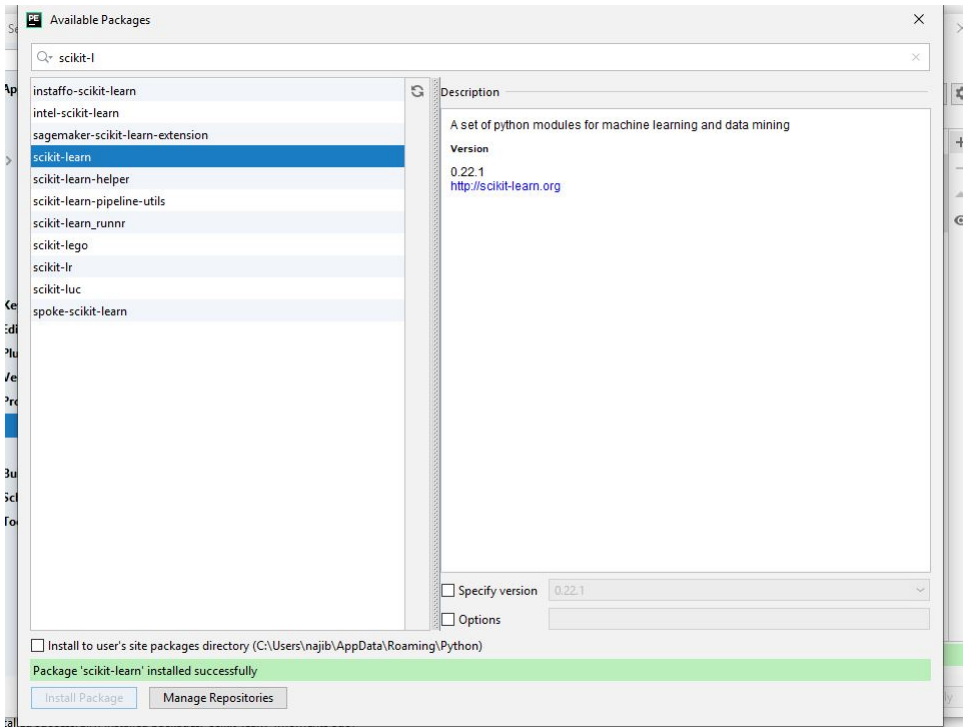 PE Available Packages
scikit-l
instaffo-scikit-learn
intel-scikit-learn
sagemaker-scikit-learn-extension
scikit-learn
scikit-learn-helper
scikit-learn-pipeline-utils
scikit-learn_runnr
scikit-lego
scikit-lr
scikit-luc
spoke-scikit-learn
Description
A set of python modules for machine learning and data mining
Version
0.22.1
http://scikit-learn.org
Specify version 0.22.1
Options
Install to user's site packages directory (C:\Users\najib\AppData\Roaming\Python)
Package 'scikit-learn' installed successfully
Install Package Manage Repositories